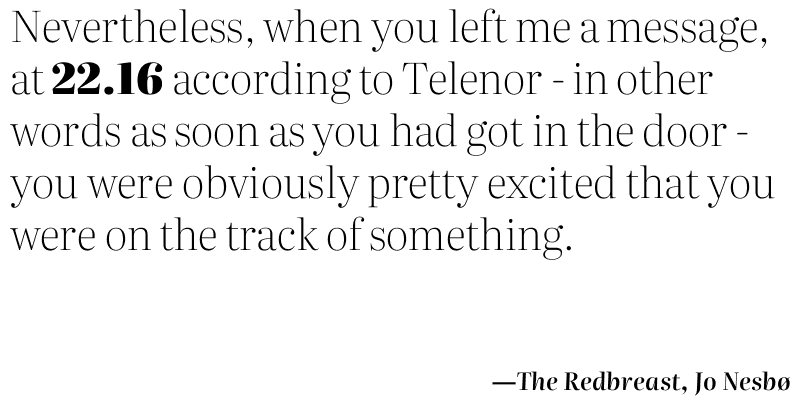 Nevertheless, when you left me a message,
at 22.16 according to Telenor - in other
words as soon as you had got in the door -
you were obviously pretty excited that you
were on the track of something.
—The Redbreast, Jo Nesbø